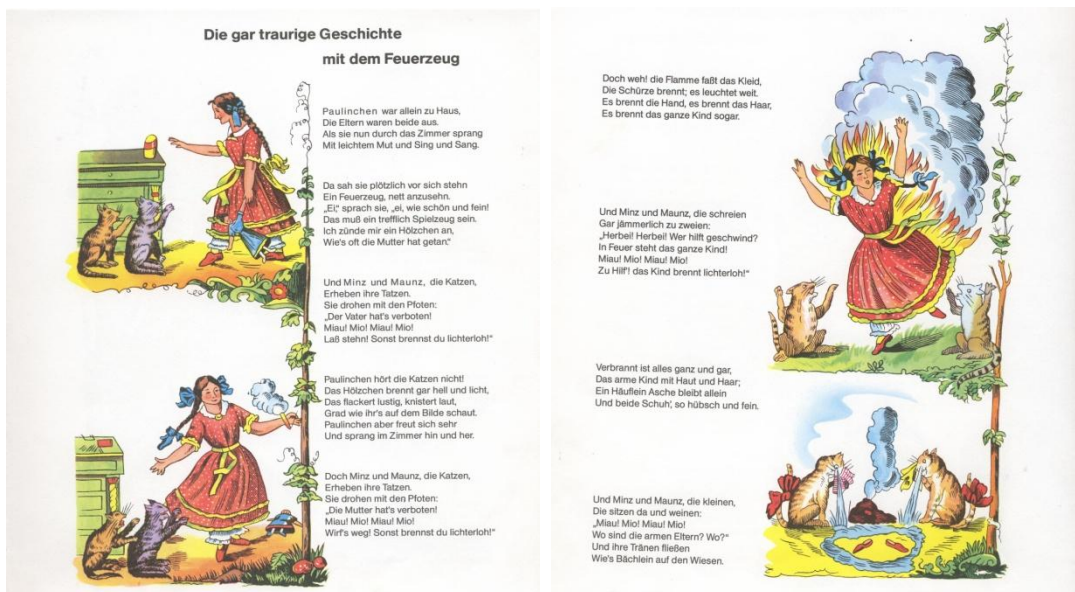 Die gar traurige Geschichte
mit dem Feuerzeug
Paulinchen war allein zu Haus,
Die Eltern waren beide aus.
Als sie nun durch das Zimmer sprang
Mit leichtem Mut und Sing und Sang.
Da sah sie plötzlich vor sich stehn
Ein Feuerzeug, nett anzusehn.
„Ei,“ sprach sie, „ei, wie schön und fein!
Das muß ein trefflich Spielzeug sein.
Ich zünde mir ein Hölzchen an,
Wie's oft die Mutter hat getan.“
Und Minz und Maunz, die Katzen,
Erheben ihre Tatzen.
Sie drohen mit den Pfoten:
„Der Vater hat's verboten!
Miau! Mio! Miau! Mio!
Laß stehn! Sonst brennst du lichterloh!“
Paulinchen hört die Katzen nicht!
Das Hölzchen brennt gar hell und licht,
Das flackert lustig, knistert laut,
Grad wie ihr's auf dem Bilde schaut.
Paulinchen aber freut sich sehr
Und sprang im Zimmer hin und her.
Doch Minz und Maunz, die Katzen,
Erheben ihre Tatzen.
Sie drohen mit den Pfoten:
„Die Mutter hat's verboten!
Miau! Mio! Miau! Mio!
Wirf's weg! Sonst brennst du lichterloh!“
Doch weh! die Flamme faßt das Kleid,
Die Schürze brennt; es leuchtet weit.
Es brennt die Hand, es brennt das Haar,
Es brennt das ganze Kind sogar.
Und Minz und Maunz, die schreien
Gar jämmerlich zu zweien:
„Herbei! Herbei! Wer hilft geschwind?
In Feuer steht das ganze Kind!
Miau! Mio! Miau! Mio!
Zu Hilf'! das Kind brennt lichterloh!“
Verbrannt ist alles ganz und gar,
Das arme Kind mit Haut und Haar;
Ein Häuflein Asche bleibt allein
Und beide Schuh', so hübsch und fein.
Und Minz und Maunz, die kleinen,
Die sitzen da und weinen:
„Miau! Mio! Miau! Mio!
Wo sind die armen Eltern? Wo?“
Und ihre Tränen fließen
Wie's Bächlein auf den Wiesen.